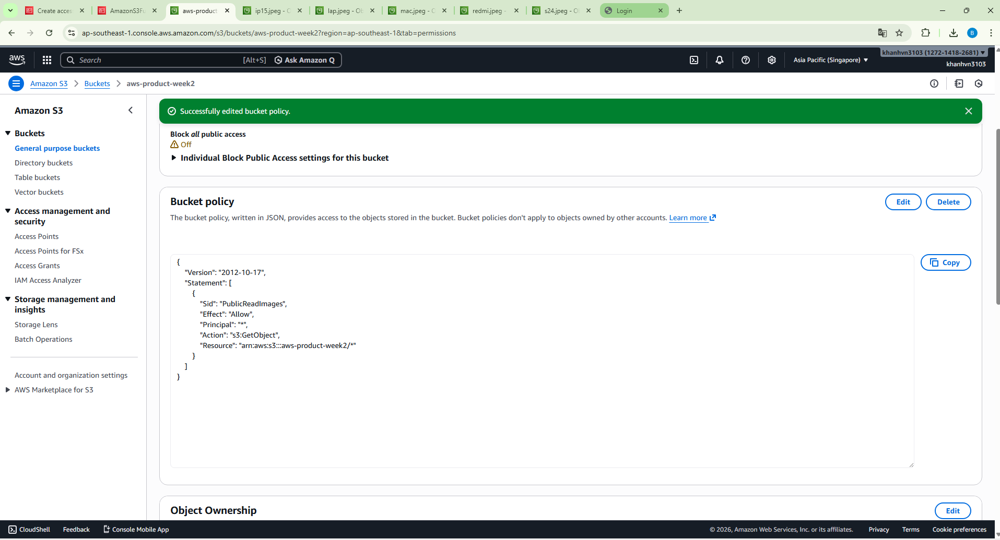 Create acces
AmazonS3Fu
aws-product
ip15.jpeg - O
lap.jpeg - Ob
mac.jpeg - O
redmi.jpeg -
s24.jpeg - O
Login
ap-southeast-1.console.aws.amazon.com/s3/buckets/aws-product-week2?region=ap-southeast-1&tab=permissions
B
aws
Search
[Alt+S]
Ask Amazon Q
Asia Pacific (Singapore)
khanhvn3103 (1272-1418-2681)
khanhvn3103
Amazon S3
Buckets
aws-product-week2
Amazon S3
Buckets
General purpose buckets
Directory buckets
Table buckets
Vector buckets
Access management and
security
Access Points
Access Points for FSx
Access Grants
IAM Access Analyzer
Storage management and
insights
Storage Lens
Batch Operations
Account and organization settings
AWS Marketplace for S3
Successfully edited bucket policy.
Block all public access
Off
Individual Block Public Access settings for this bucket
Bucket policy
Edit
Delete
The bucket policy, written in JSON, provides access to the objects stored in the bucket. Bucket policies don't apply to objects owned by other accounts. Learn more
Copy
{
"Version": "2012-10-17",
"Statement": [
{
"Sid": "PublicReadImages",
"Effect": "Allow",
"Principal": "*",
"Action": "s3:GetObject",
"Resource": "arn:aws:s3:::aws-product-week2/*"
}
]
}
Object Ownership
Edit
CloudShell
Feedback
Console Mobile App
© 2026, Amazon Web Services, Inc. or its affiliates.
Privacy
Terms
Cookie preferences